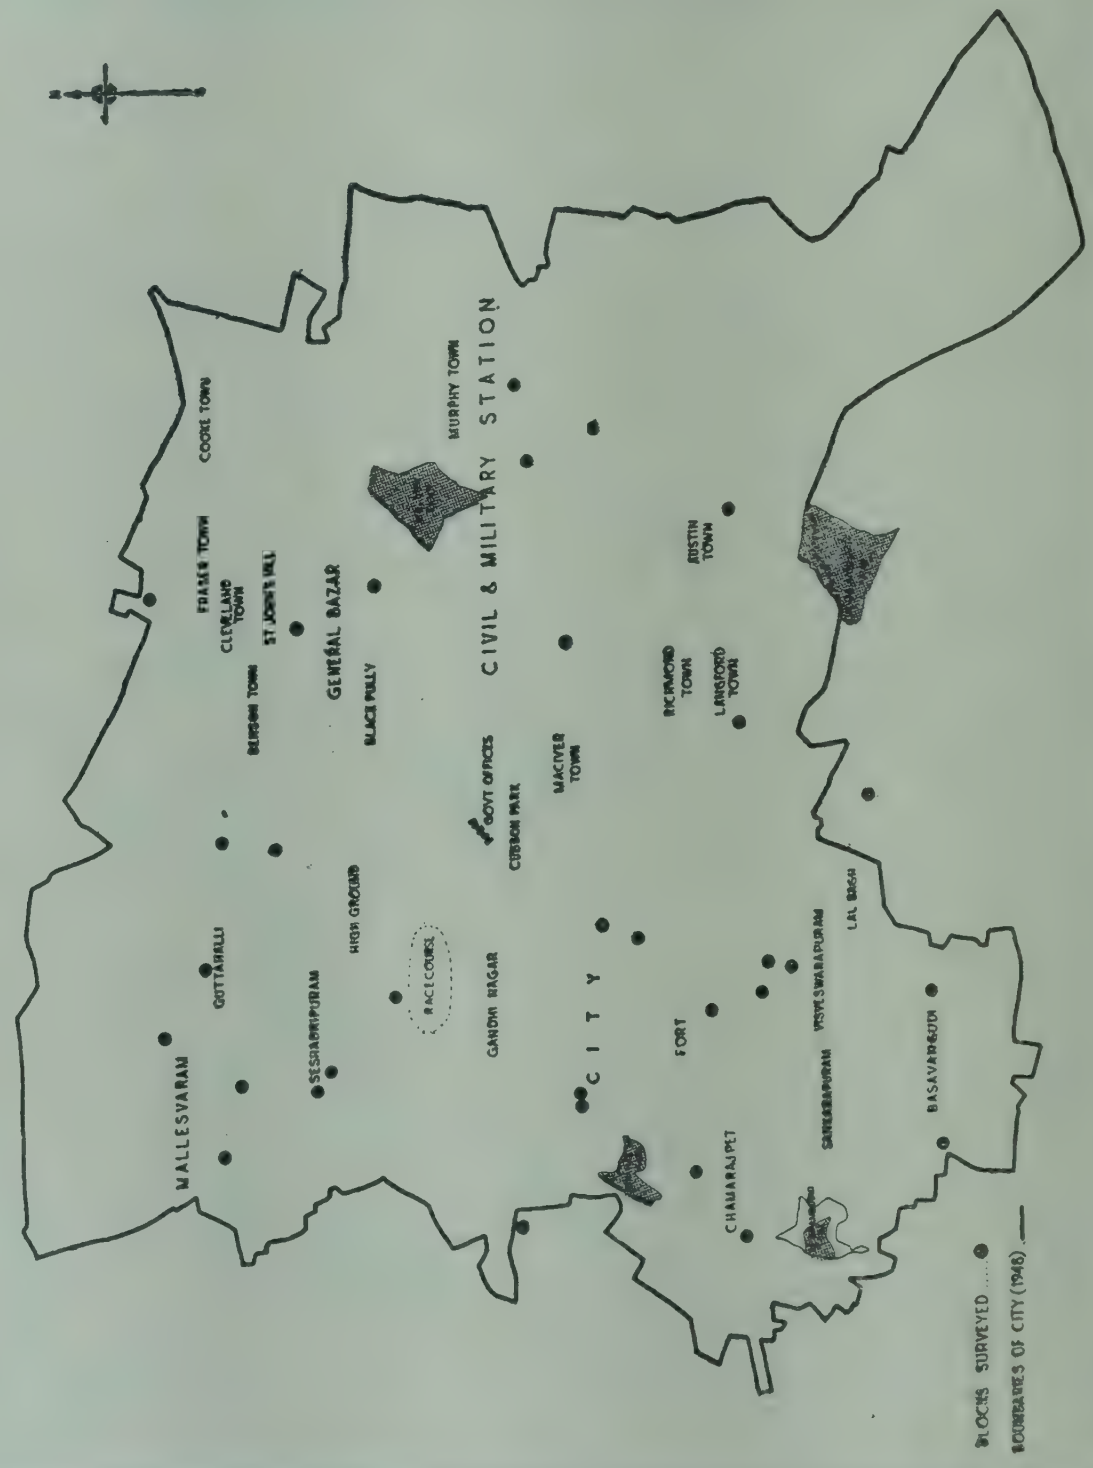 N
S
COOKE TOWN
FRASER TOWN
CLEVELAND
TOWN
ST JOHN'S HILL
BENSON TOWN
GENERAL BAZAR
BLACK PULLY
MURPHY TOWN
CIVIL & MILITARY STATION
GOVT OFFICES
CUBBON PARK
MACIVER
TOWN
AUSTIN
TOWN
RICHMOND
TOWN
LANGFORD
TOWN
HIGH GROUND
GUTTAHALLI
MALLESVARAM
SESHADRIPURAM
RACE COURSE
GANDHI NAGAR
CITY
FORT
CHAMARAJPET
LAL BAGH
VISVESWARAPURAM
SANKARAPURAM
BASAVANGUDI
BLOCKS SURVEYED .....
BOUNDARIES OF CITY (1948)